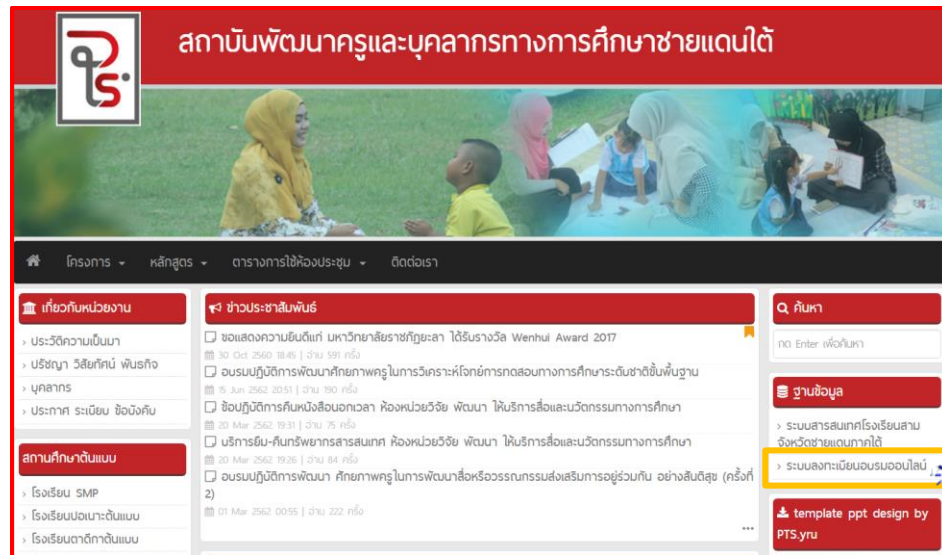 สถาบันพัฒนาครูและบุคลากรทางการศึกษาชายแดนใต้
โครงการ
หลักสูตร
ตารางการใช้ห้องประชุม
ติดต่อเรา
เกี่ยวกับหน่วยงาน
› ประวัติความเป็นมา
› ปรัชญา วิสัยทัศน์ พันธกิจ
› บุคลากร
› ประกาศ ระเบียบ ข้อบังคับ
สถานศึกษาต้นแบบ
› โรงเรียน SMP
› โรงเรียนปอเนาะต้นแบบ
› โรงเรียนตาดีกาต้นแบบ
ข่าวประชาสัมพันธ์
ขอแสดงความยินดีแก่ มหาวิทยาลัยราชภัฏยะลา ได้รับรางวัล Wenhui Award 2017
30 Oct 2560 18:45 | อ่าน 591 ครั้ง
อบรมปฏิบัติการพัฒนาศักยภาพครูในการวิเคราะห์โจทย์การทดสอบทางการศึกษาระดับชาติขั้นพื้นฐาน
15 Jun 2562 20:51 | อ่าน 190 ครั้ง
ข้อปฏิบัติการคืนหนังสือนอกเวลา ห้องหน่วยวิจัย พัฒนา ให้บริการสื่อและนวัตกรรมทางการศึกษา
20 Mar 2562 19:31 | อ่าน 75 ครั้ง
บริการยืม-คืนทรัพยากรสารสนเทศ ห้องหน่วยวิจัย พัฒนา ให้บริการสื่อและนวัตกรรมทางการศึกษา
20 Mar 2562 19:26 | อ่าน 84 ครั้ง
อบรมปฏิบัติการพัฒนา ศักยภาพครูในการพัฒนาสื่อหรือวรรณกรรมส่งเสริมการอยู่ร่วมกัน อย่างสันติสุข (ครั้งที่
2)
01 Mar 2562 00:55 | อ่าน 222 ครั้ง
...
ค้นหา
กด Enter เพื่อค้นหา
ฐานข้อมูล
› ระบบสารสนเทศโรงเรียนสาม
จังหวัดชายแดนภาคใต้
› ระบบลงทะเบียนอบรมออนไลน์
template ppt design by
PTS.yru